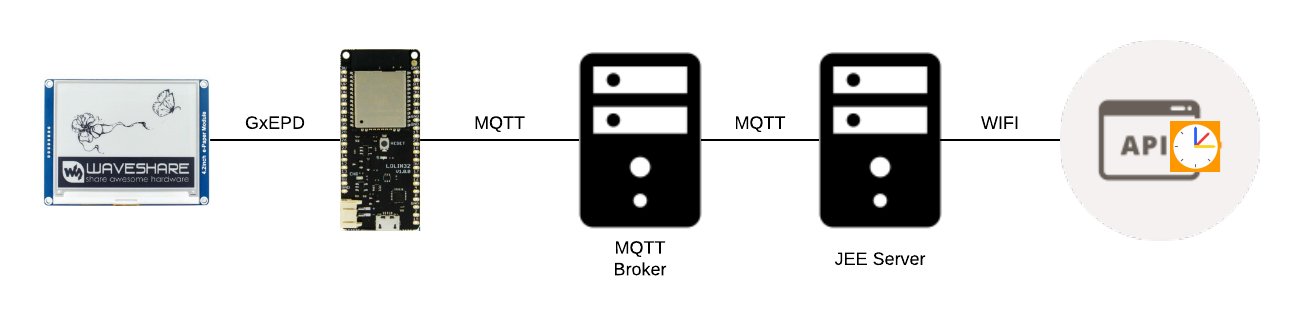 GxEPD
MQTT
MQTT
WIFI
WAVESHARE
share awesome hardware
4.2inch e-Paper Module
RESET
LOLIN32
V1.0.0
API
MQTT
Broker
JEE Server